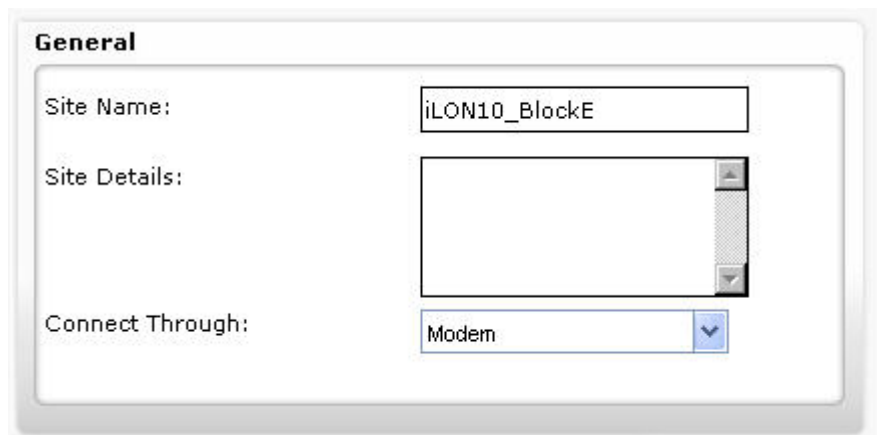 General
Site Name: iLON10_BlockE
Site Details:
Connect Through: Modem